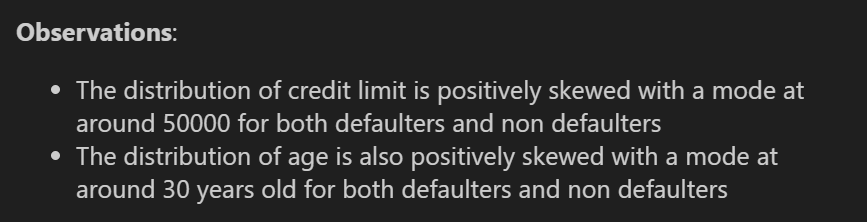 Observations:
• The distribution of credit limit is positively skewed with a mode at
around 50000 for both defaulters and non defaulters
• The distribution of age is also positively skewed with a mode at
around 30 years old for both defaulters and non defaulters